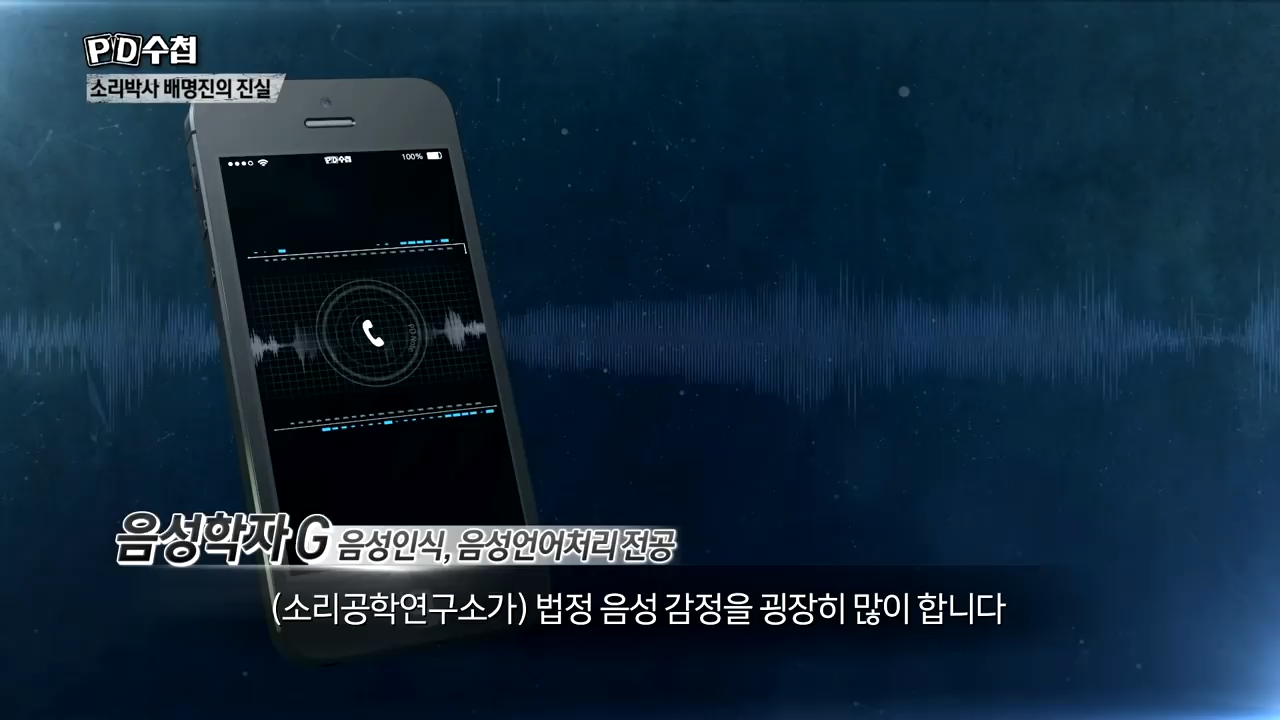 PD수첩
소리박사 배명진의 진실
PD수첩
100%
음성학자 G 음성인식, 음성언어처리 전공
(소리공학연구소가) 법정 음성 감정을 굉장히 많이 합니다